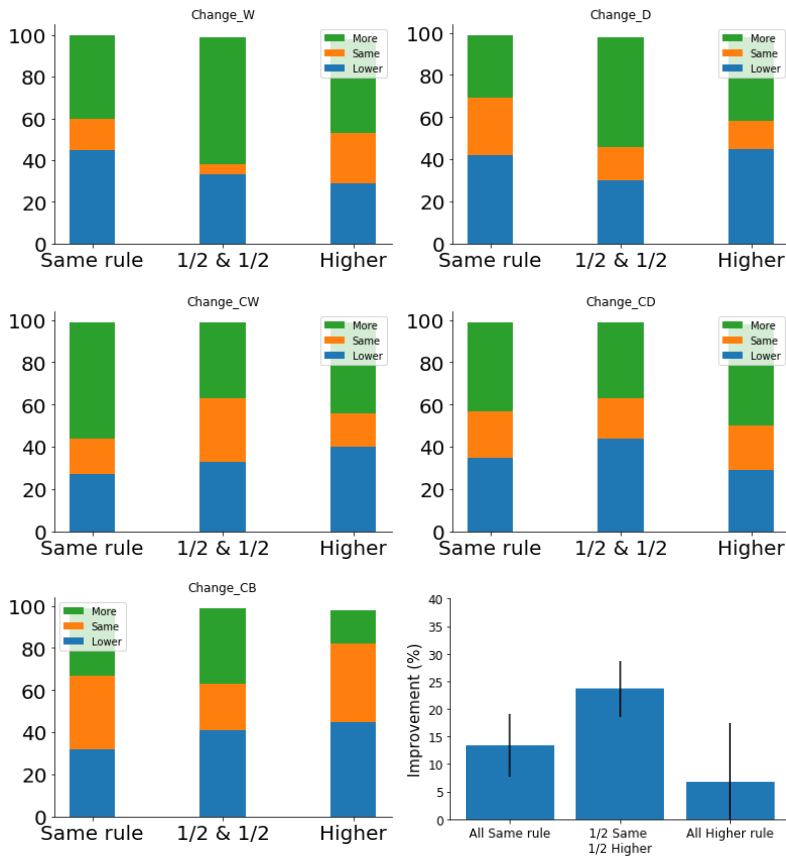 Change_W
100
80
60
40
20
0
More
Same
Lower
Same rule 1/2 & 1/2 Higher
Change_D
100
80
60
40
20
0
More
Same
Lower
Same rule 1/2 & 1/2 Higher
Change_CW
100
80
60
40
20
0
More
Same
Lower
Same rule 1/2 & 1/2 Higher
Change_CD
100
80
60
40
20
0
More
Same
Lower
Same rule 1/2 & 1/2 Higher
Change_CB
100
80
60
40
20
0
More
Same
Lower
Same rule 1/2 & 1/2 Higher
Improvement (%)
40
35
30
25
20
15
10
5
0
All Same rule 1/2 Same All Higher rule
1/2 Higher